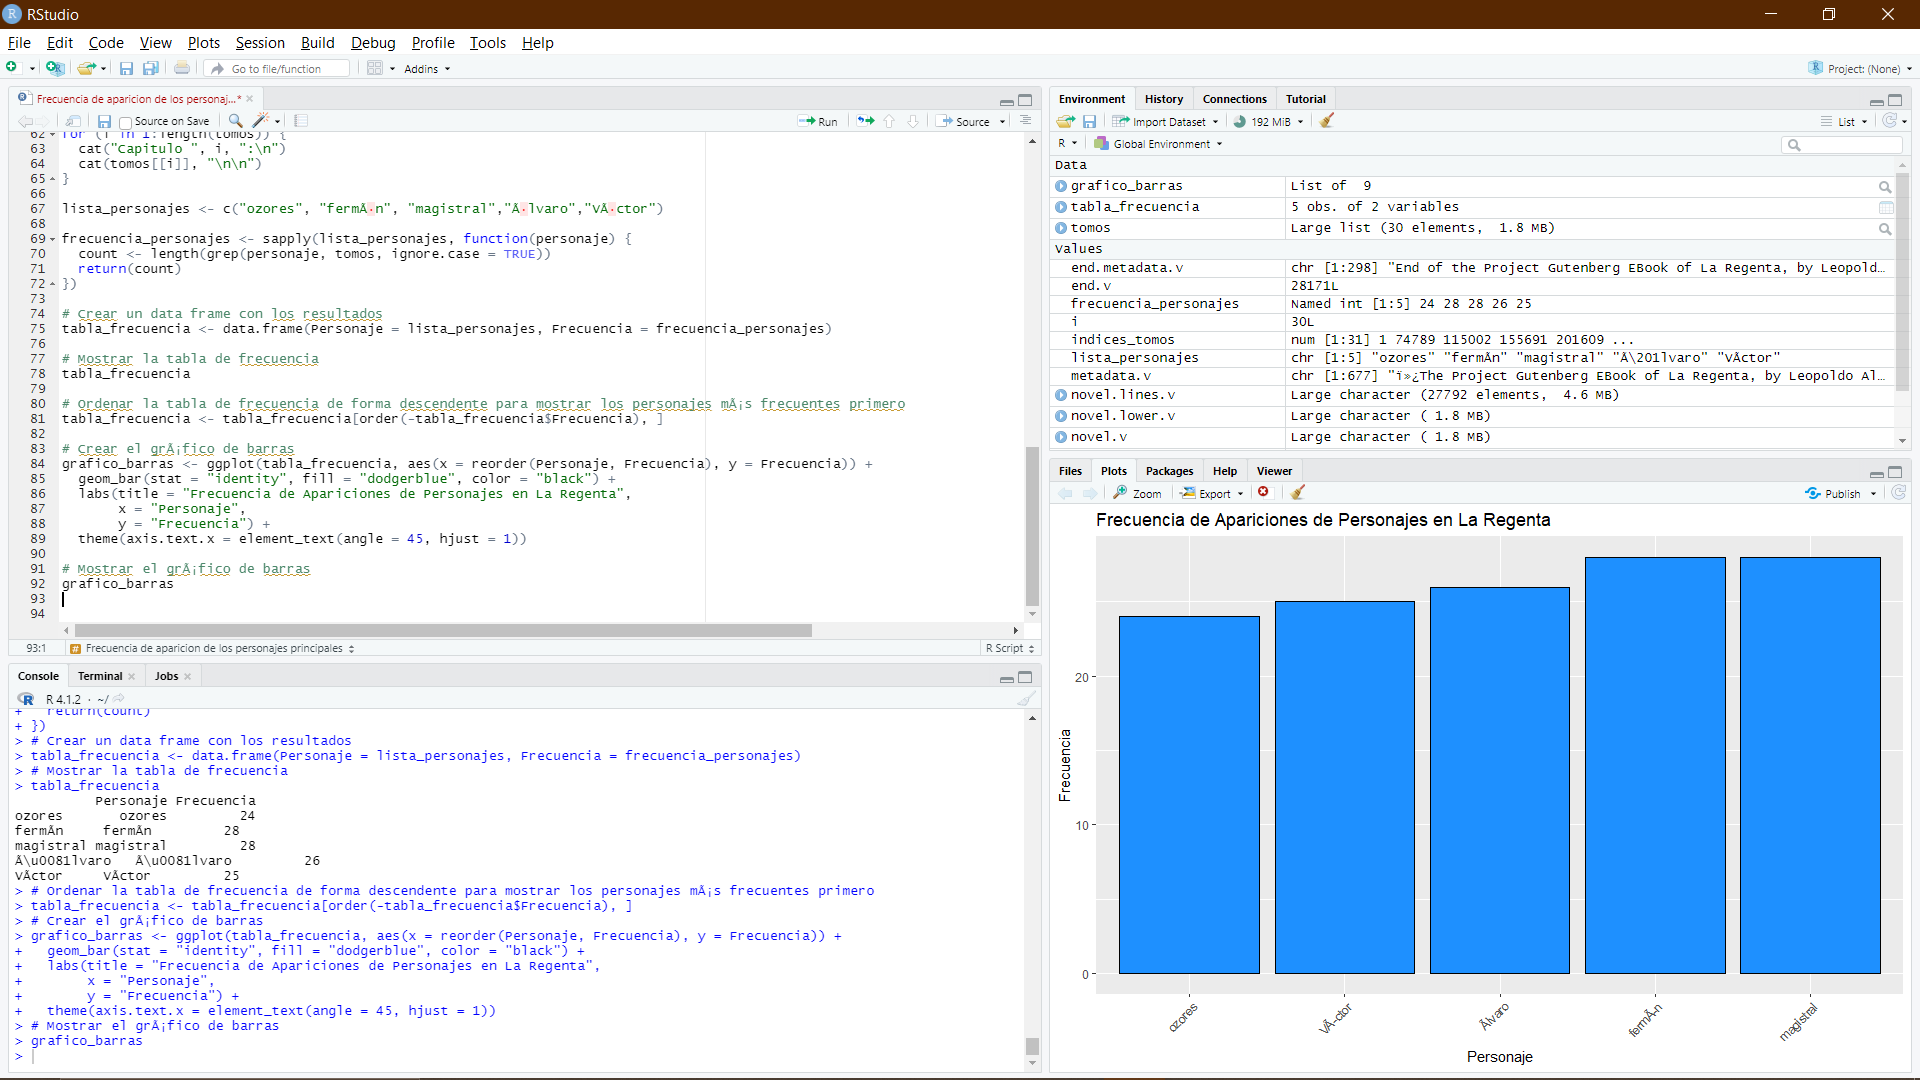 RStudio
File Edit Code View Plots Session Build Debug Profile Tools Help
Go to file/function Addins Project: (None)
Frecuencia de aparicion de los personaj...*
Source on Save Run Source
62 for (i in 1:length(tomos)) {
63 cat("capitulo ", i, ":\n")
64 cat(tomos[[i]], "\n\n")
65 }
66
67 lista_personajes <- c("ozores", "fermÃ·n", "magistral","Ã·lvaro","VÃ·ctor")
68
69 frecuencia_personajes <- sapply(lista_personajes, function(personaje) {
70 count <- length(grep(personaje, tomos, ignore.case = TRUE))
71 return(count)
72 })
73
74 # Crear un data frame con los resultados
75 tabla_frecuencia <- data.frame(Personaje = lista_personajes, Frecuencia = frecuencia_personajes)
76
77 # Mostrar la tabla de frecuencia
78 tabla_frecuencia
79
80 # Ordenar la tabla de frecuencia de forma descendente para mostrar los personajes mÃ¡s frecuentes primero
81 tabla_frecuencia <- tabla_frecuencia[order(-tabla_frecuencia$Frecuencia), ]
82
83 # Crear el grÃ¡fico de barras
84 grafico_barras <- ggplot(tabla_frecuencia, aes(x = reorder(Personaje, Frecuencia), y = Frecuencia)) +
85 geom_bar(stat = "identity", fill = "dodgerblue", color = "black") +
86 labs(title = "Frecuencia de Apariciones de Personajes en La Regenta",
87 x = "Personaje",
88 y = "Frecuencia") +
89 theme(axis.text.x = element_text(angle = 45, hjust = 1))
90
91 # Mostrar el grÃ¡fico de barras
92 grafico_barras
93
94
93:1 Frecuencia de aparicion de los personajes principales R Script
Console Terminal Jobs
R 4.1.2 · ~/
+ return(count)
+ })
> # Crear un data frame con los resultados
> tabla_frecuencia <- data.frame(Personaje = lista_personajes, Frecuencia = frecuencia_personajes)
> # Mostrar la tabla de frecuencia
> tabla_frecuencia
Personaje Frecuencia
ozores ozores 24
fermÃn fermÃn 28
magistral magistral 28
Ã\u0081lvaro Ã\u0081lvaro 26
VÃctor VÃctor 25
> # Ordenar la tabla de frecuencia de forma descendente para mostrar los personajes mÃ¡s frecuentes primero
> tabla_frecuencia <- tabla_frecuencia[order(-tabla_frecuencia$Frecuencia), ]
> # Crear el grÃ¡fico de barras
> grafico_barras <- ggplot(tabla_frecuencia, aes(x = reorder(Personaje, Frecuencia), y = Frecuencia)) +
+ geom_bar(stat = "identity", fill = "dodgerblue", color = "black") +
+ labs(title = "Frecuencia de Apariciones de Personajes en La Regenta",
+ x = "Personaje",
+ y = "Frecuencia") +
+ theme(axis.text.x = element_text(angle = 45, hjust = 1))
> # Mostrar el grÃ¡fico de barras
> grafico_barras
>
Environment History Connections Tutorial
Import Dataset 192 MiB List
R Global Environment
Data
grafico_barras List of 9
tabla_frecuencia 5 obs. of 2 variables
tomos Large list (30 elements, 1.8 MB)
Values
end.metadata.v chr [1:298] "End of the Project Gutenberg EBook of La Regenta, by Leopold…
end.v 28171L
frecuencia_personajes Named int [1:5] 24 28 28 26 25
i 30L
indices_tomos num [1:31] 1 74789 115002 155691 201609 ...
lista_personajes chr [1:5] "ozores" "fermÃn" "magistral" "Ã\201lvaro" "VÃctor"
metadata.v chr [1:677] "ï»¿The Project Gutenberg EBook of La Regenta, by Leopoldo Al…
novel.lines.v Large character (27792 elements, 4.6 MB)
novel.lower.v Large character ( 1.8 MB)
novel.v Large character ( 1.8 MB)
Files Plots Packages Help Viewer
Zoom Export Publish
Frecuencia de Apariciones de Personajes en La Regenta
Frecuencia
20
10
0
ozores VÃ-ctor Ãlvaro fermÃ-n magistral
Personaje